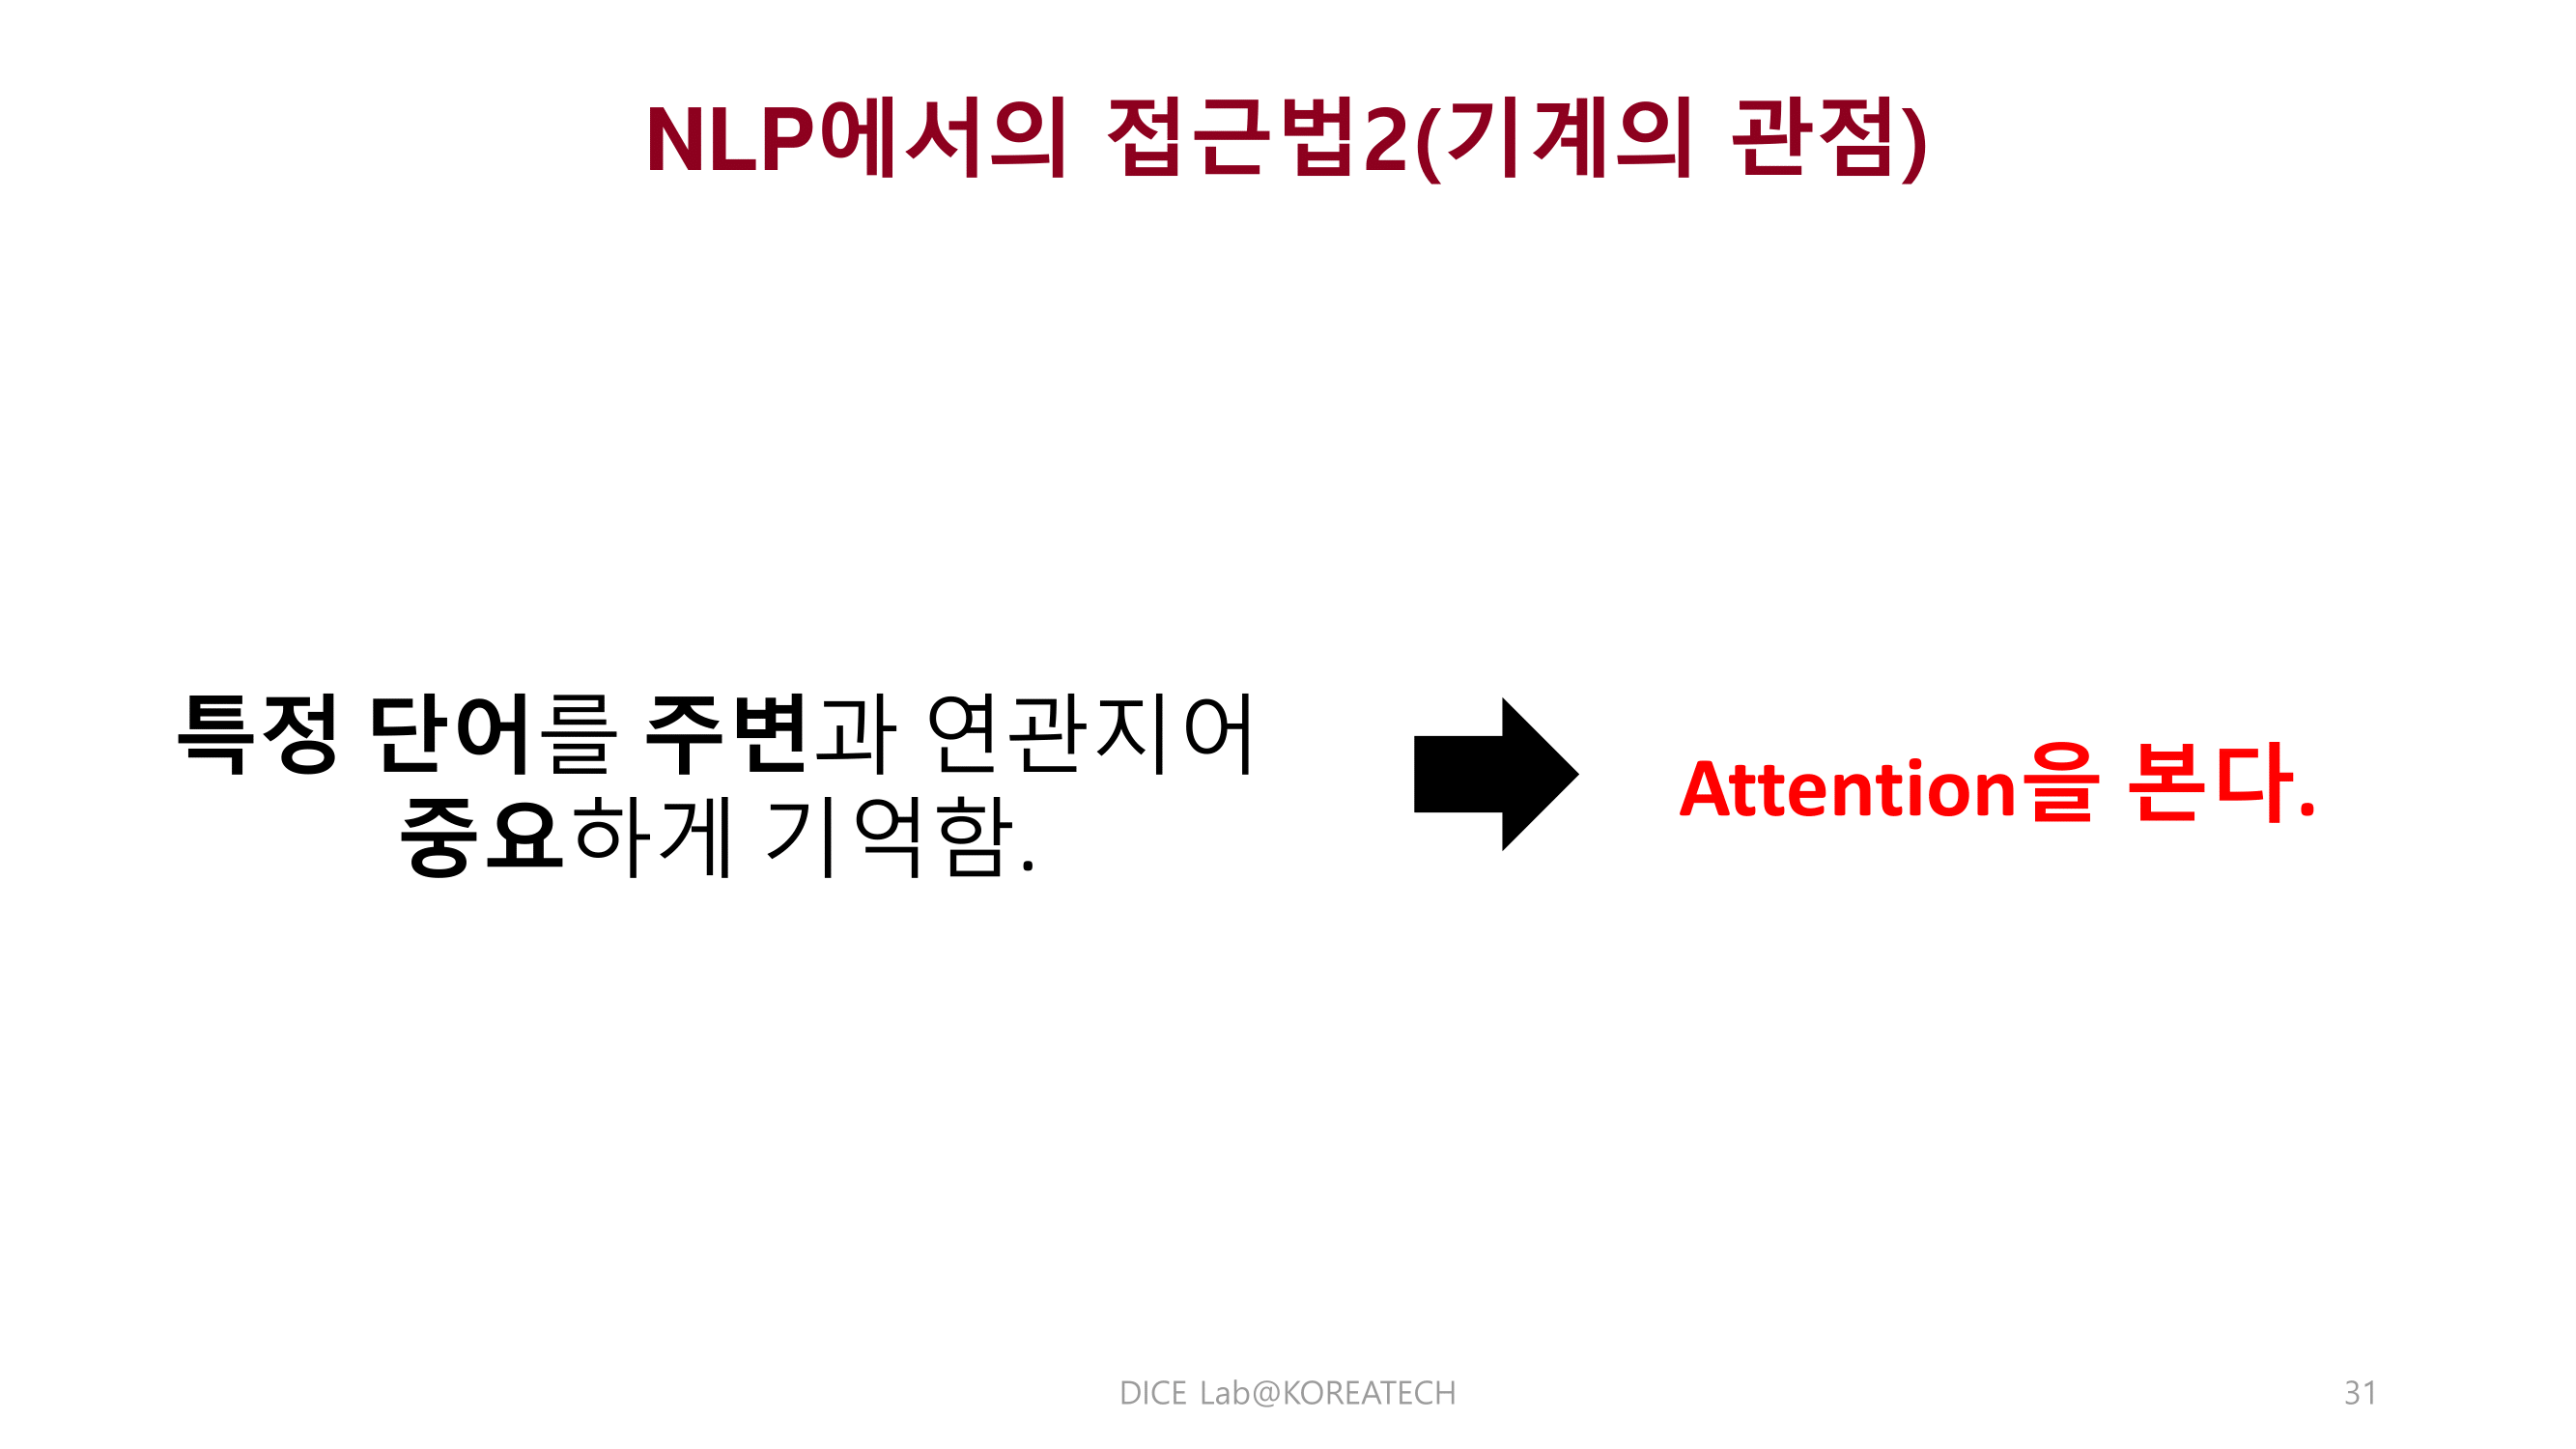 NLP에서의 접근법2(기계의 관점)
특정 단어를 주변과 연관지어
중요하게 기억함.
Attention을 본다.
DICE Lab@KOREATECH
31